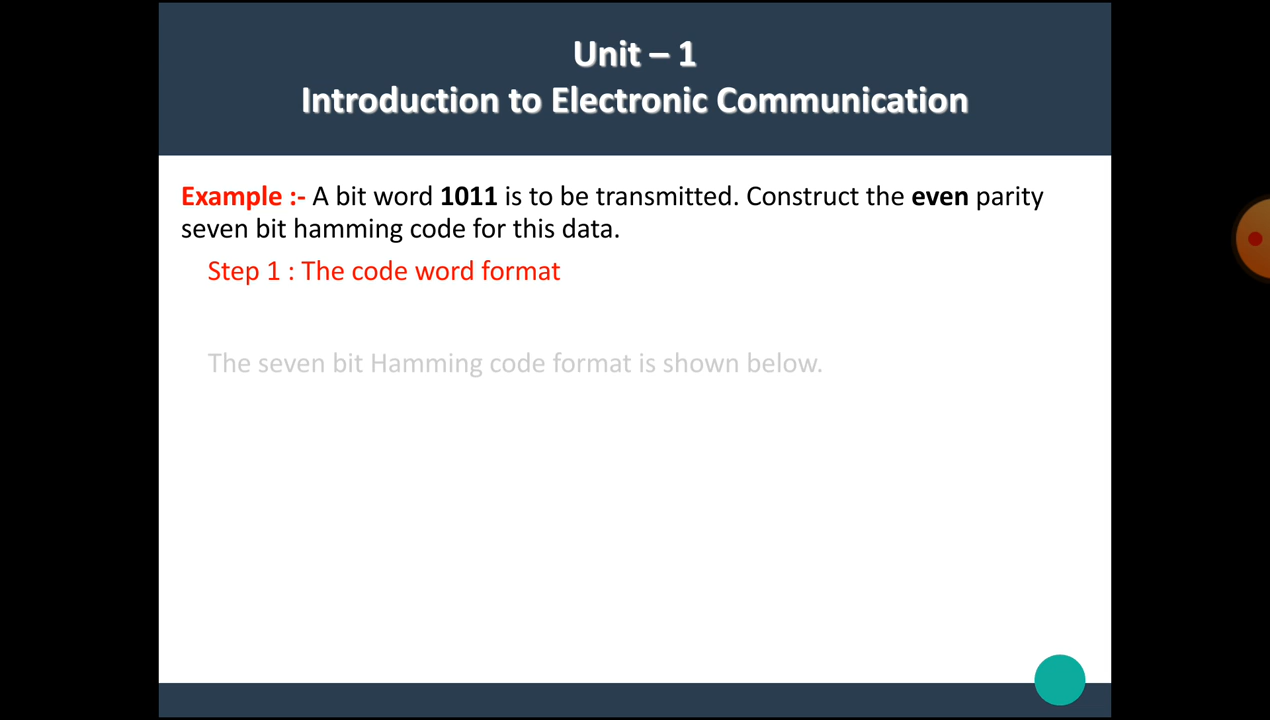 Unit – 1
Introduction to Electronic Communication
Example :- A bit word 1011 is to be transmitted. Construct the even parity
seven bit hamming code for this data.
Step 1 : The code word format
The seven bit Hamming code format is shown below.